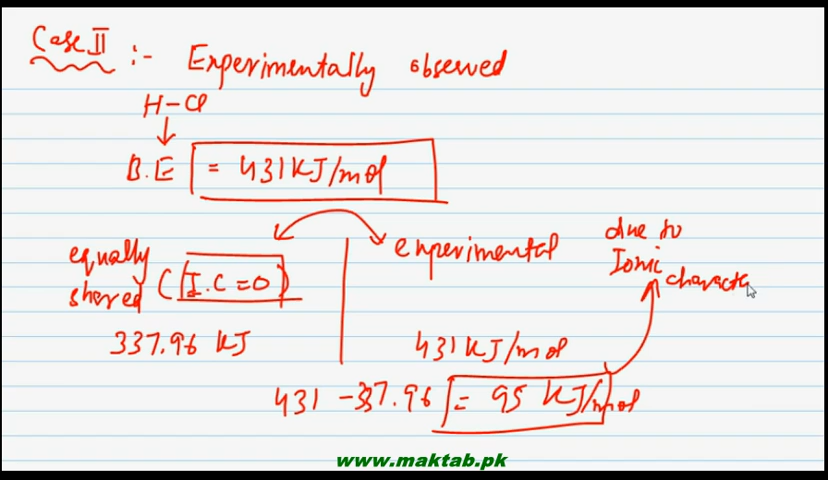 Case II :- Experimentally observed
H-Cl
B.E = 431 KJ/mol
equally shared (I.C = 0)
experimental
due to Ionic character
337.96 KJ
431 KJ/mol
431 - 337.96 = 95 KJ/mol
www.maktab.pk